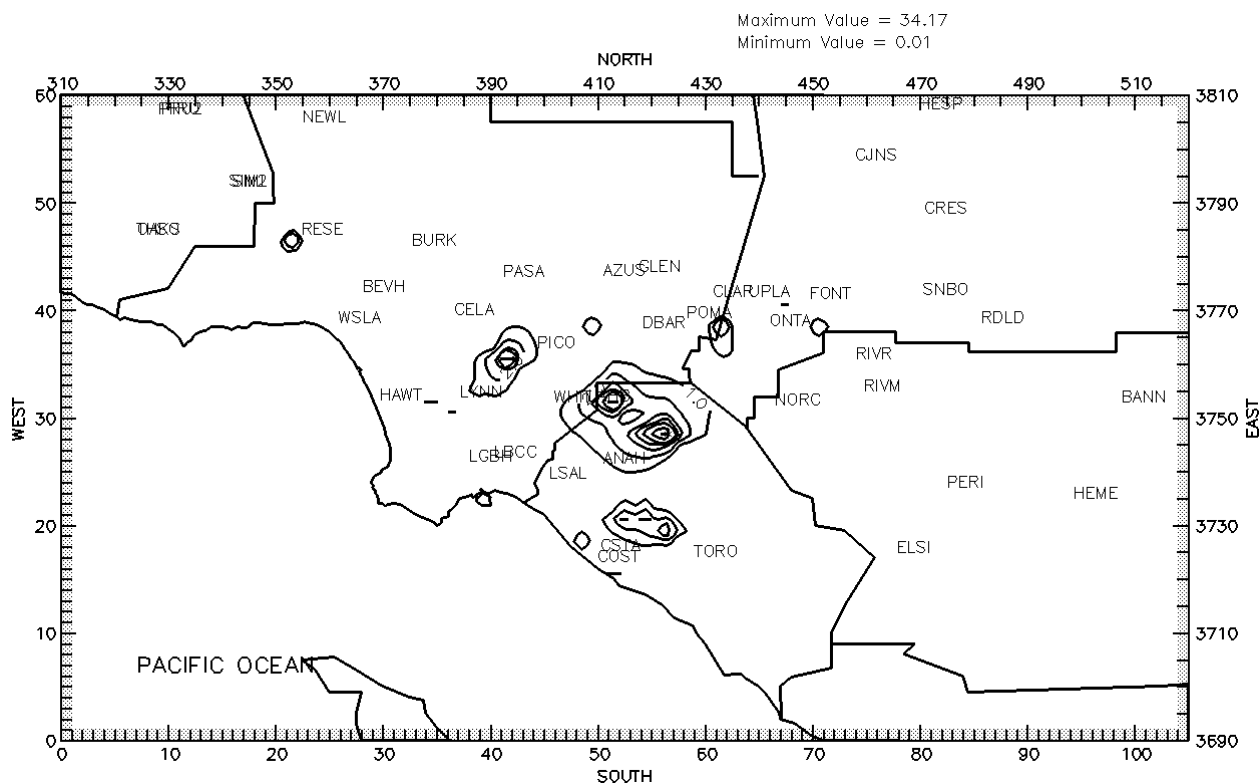 Maximum Value = 34.17
Minimum Value = 0.01
NORTH
310 330 350 370 390 410 430 450 470 490 510
60 3810
HESP
NEWL
CJNS
50 3790
CRES
RESE
BURK
PASA AZUS GLEN
BEVH CLAR UPLA FONT SNBO
40 3770
WSLA CELA POMA ONTA RDLD
DBAR
PICO RIVR
RIVM
HAWT LYNN NORC BANN
1.0
WEST 30 3750 EAST
LGBH LBCC ANAH
LSAL PERI HEME
20 3730
CSTA TORO ELSI
COST
10 3710
PACIFIC OCEAN
0 3690
0 10 20 30 40 50 60 70 80 90 100
SOUTH